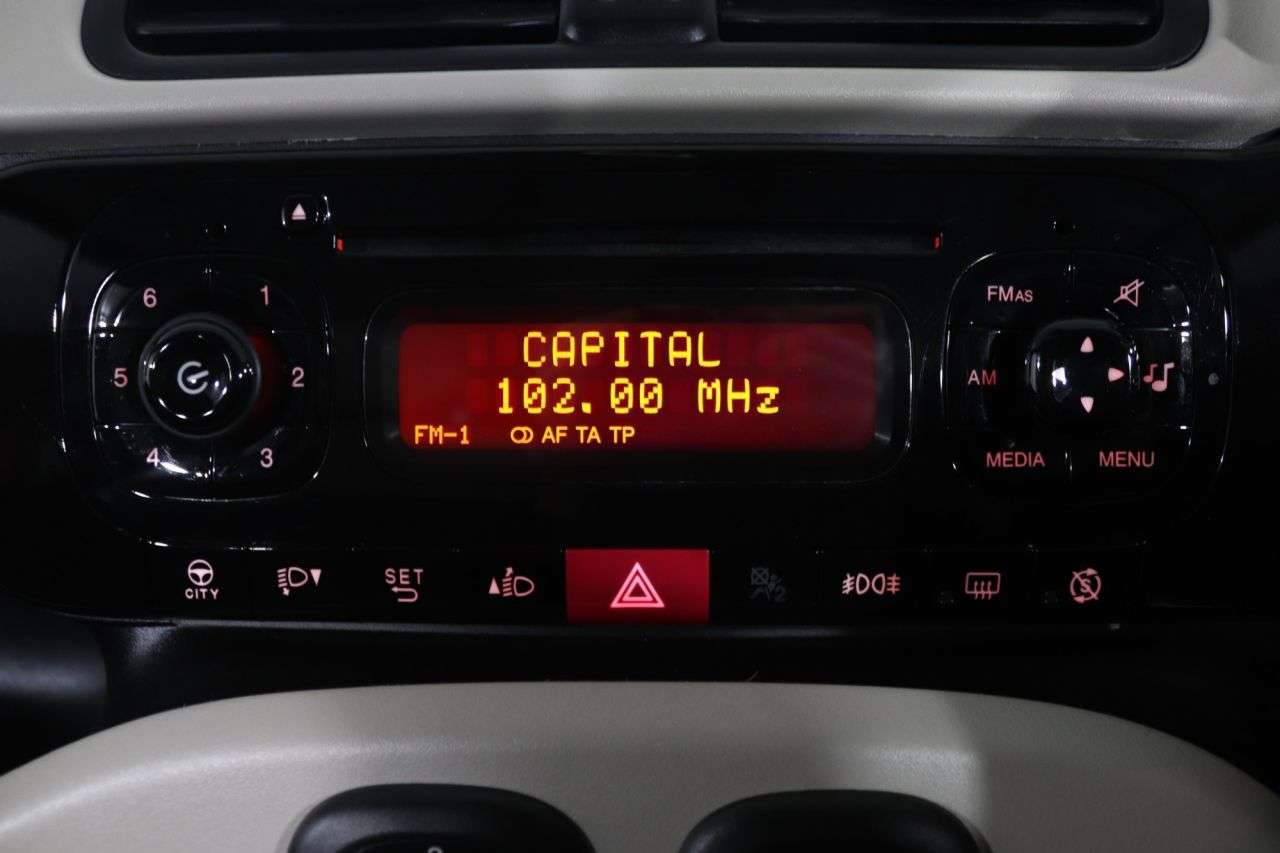 6 1
FMAS
CAPITAL
5 2
102.00 MHz
AM
FM-1 AF TA TP
4 3
MEDIA MENU
CITY
SET
2